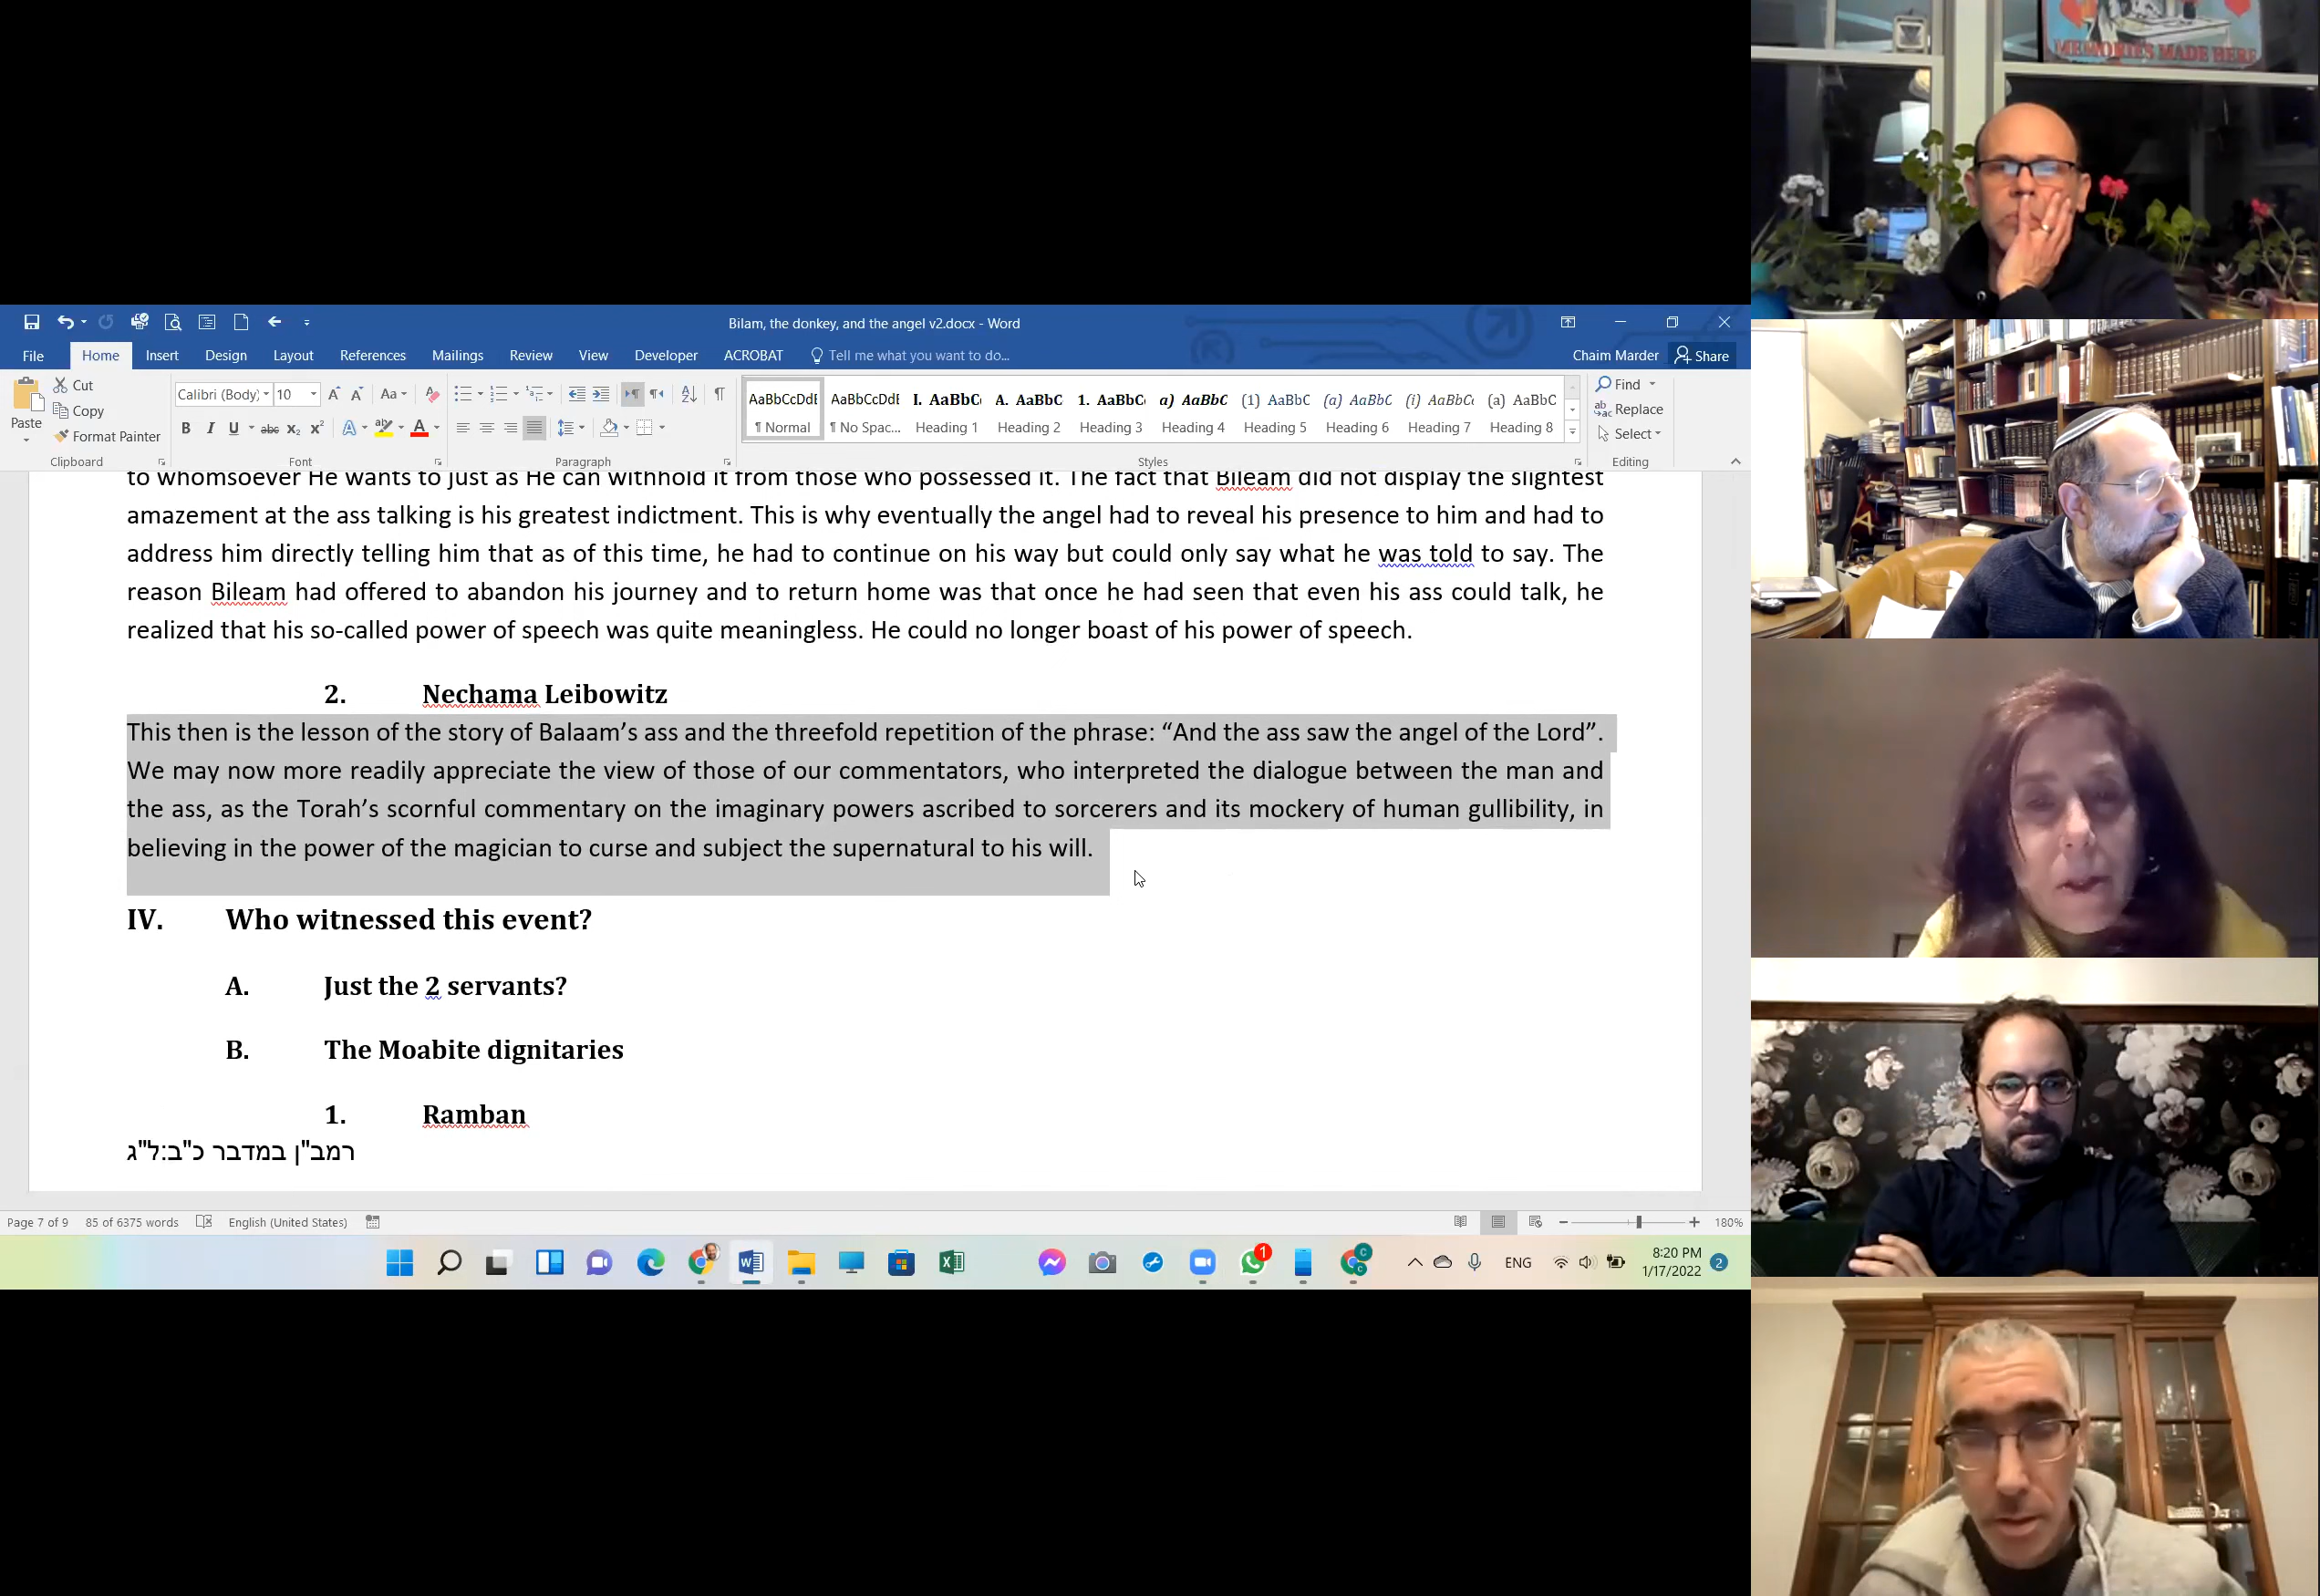 MEMORIES MADE HERE
Bilam, the donkey, and the angel v2.docx - Word
File Home Insert Design Layout References Mailings Review View Developer ACROBAT Tell me what you want to do... Chaim Marder Share
Paste
Cut
Copy
Format Painter
Clipboard
Calibri (Body) 10
Font
Paragraph
AaBbCcDdE AaBbCcDdE I. AaBbC A. AaBbC 1. AaBbC a) AaBbC (1) AaBbC (a) AaBbC (i) AaBbCc (a) AaBbC
¶ Normal ¶ No Spac... Heading 1 Heading 2 Heading 3 Heading 4 Heading 5 Heading 6 Heading 7 Heading 8
Styles
Find
Replace
Select
Editing
to whomsoever He wants to just as He can withhold it from those who possessed it. The fact that Bileam did not display the slightest
amazement at the ass talking is his greatest indictment. This is why eventually the angel had to reveal his presence to him and had to
address him directly telling him that as of this time, he had to continue on his way but could only say what he was told to say. The
reason Bileam had offered to abandon his journey and to return home was that once he had seen that even his ass could talk, he
realized that his so-called power of speech was quite meaningless. He could no longer boast of his power of speech.
2. Nechama Leibowitz
This then is the lesson of the story of Balaam’s ass and the threefold repetition of the phrase: “And the ass saw the angel of the Lord”.
We may now more readily appreciate the view of those of our commentators, who interpreted the dialogue between the man and
the ass, as the Torah’s scornful commentary on the imaginary powers ascribed to sorcerers and its mockery of human gullibility, in
believing in the power of the magician to curse and subject the supernatural to his will.
IV. Who witnessed this event?
A. Just the 2 servants?
B. The Moabite dignitaries
1. Ramban
רמב"ן במדבר כ"ב:ל"ג
Page 7 of 9 85 of 6375 words English (United States) 180%
1
ENG
8:20 PM
1/17/2022
2